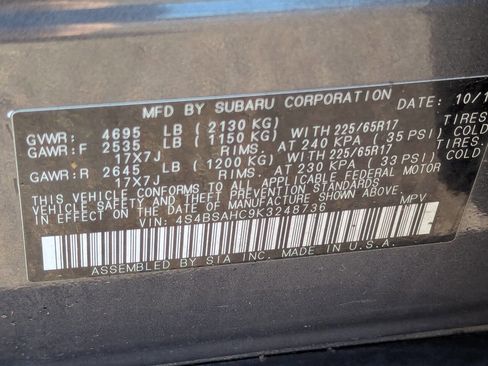 MFD BY SUBARU CORPORATION DATE: 10/1
GVWR: 4695 LB (2130 KG)
GAWR:F 2535 LB (1150 KG) WITH 225/65R17 TIRES
17X7J RIMS. AT 240 KPA (35 PSI) COLD
GAWR:R 2645 LB (1200 KG) WITH 225/65R17 TIRES
17X7J RIMS. AT 230 KPA (33 PSI) COLD
THIS VEHICLE CONFORMS TO ALL APPLICABLE FEDERAL MOTOR
VEHICLE SAFETY AND THEFT PREVENTION STANDARDS
IN EFFECT ON THE DATE OF MANUFACTURE SHOWN ABOVE.
VIN: 4S4BSAHC9K3248736 MPV
ASSEMBLED BY SIA INC. MADE IN U.S.A.